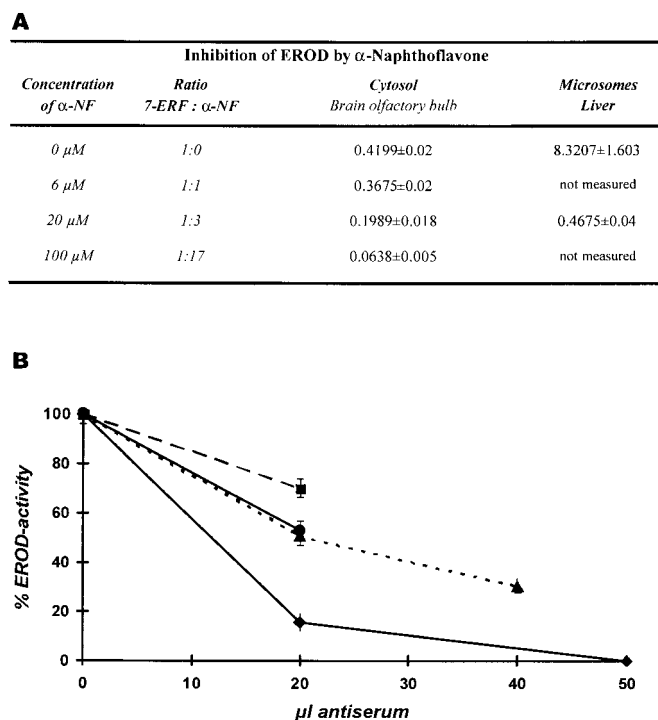 A
Inhibition of EROD by α-Naphthoflavone
Concentration of α-NF Ratio 7-ERF : α-NF Cytosol Brain olfactory bulb Microsomes Liver
0 µM 1:0 0.4199±0.02 8.3207±1.603
6 µM 1:1 0.3675±0.02 not measured
20 µM 1:3 0.1989±0.018 0.4675±0.04
100 µM 1:17 0.0638±0.005 not measured
B
% EROD-activity
100
80
60
40
20
0
0 10 20 30 40 50
µl antiserum